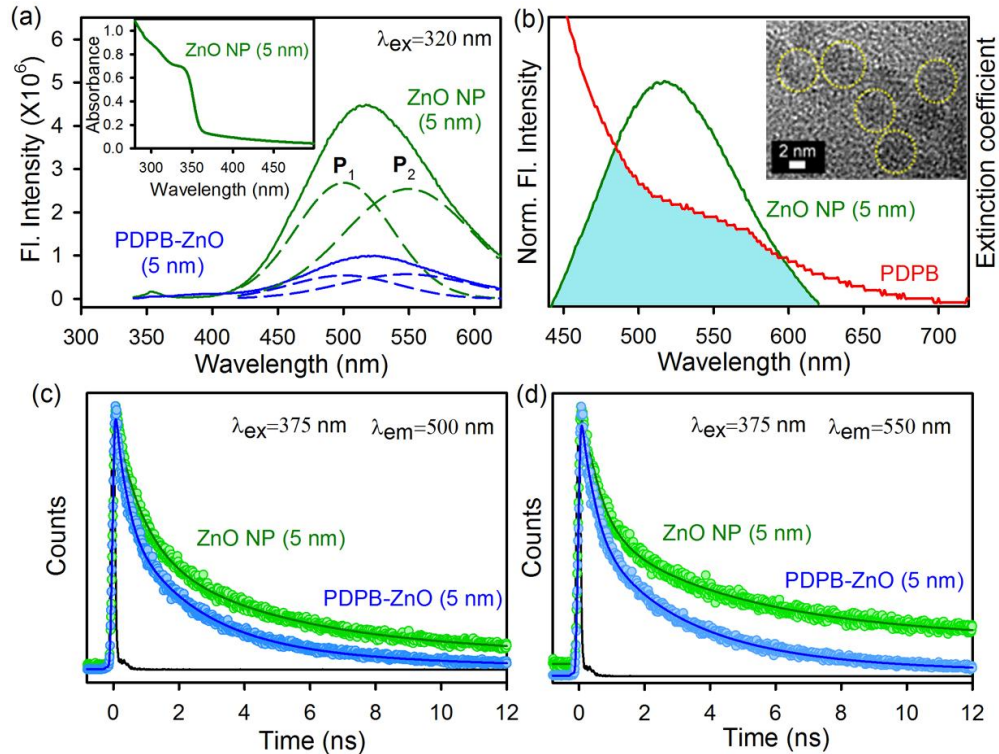 (a)
λex=320 nm
ZnO NP
(5 nm)
P1
P2
PDPB-ZnO
(5 nm)
Fl. Intensity (X10⁶)
6
5
4
3
2
1
0
300 350 400 450 500 550 600
Wavelength (nm)
ZnO NP (5 nm)
Absorbance
1.0
0.8
0.6
0.4
0.2
0.0
300 400
Wavelength (nm)
(b)
Norm. Fl. Intensity
Extinction coefficient
2 nm
ZnO NP (5 nm)
PDPB
450 500 550 600 650 700
Wavelength (nm)
(c)
λex=375 nm λem=500 nm
ZnO NP (5 nm)
PDPB-ZnO (5 nm)
Counts
0 2 4 6 8 10 12
Time (ns)
(d)
λex=375 nm λem=550 nm
ZnO NP (5 nm)
PDPB-ZnO (5 nm)
Counts
0 2 4 6 8 10 12
Time (ns)